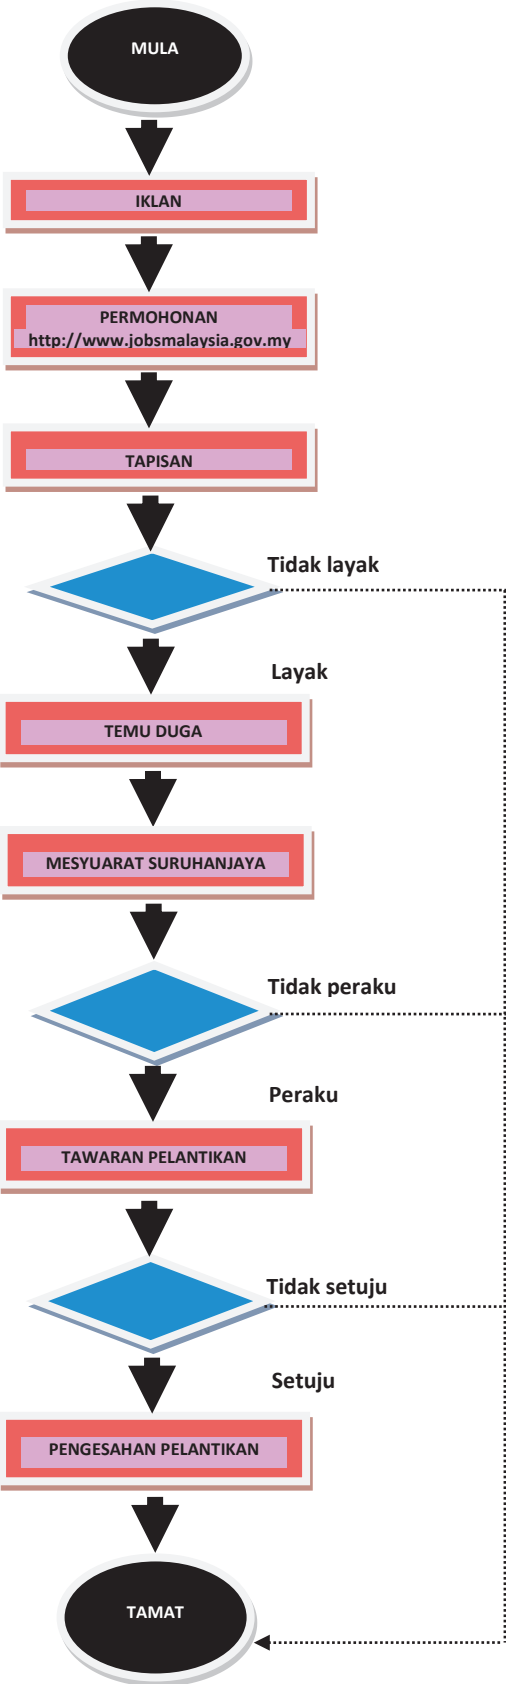 MULA
IKLAN
PERMOHONAN
http://www.jobsmalaysia.gov.my
TAPISAN
Tidak layak
Layak
TEMU DUGA
MESYUARAT SURUHANJAYA
Tidak peraku
Peraku
TAWARAN PELANTIKAN
Tidak setuju
Setuju
PENGESAHAN PELANTIKAN
TAMAT